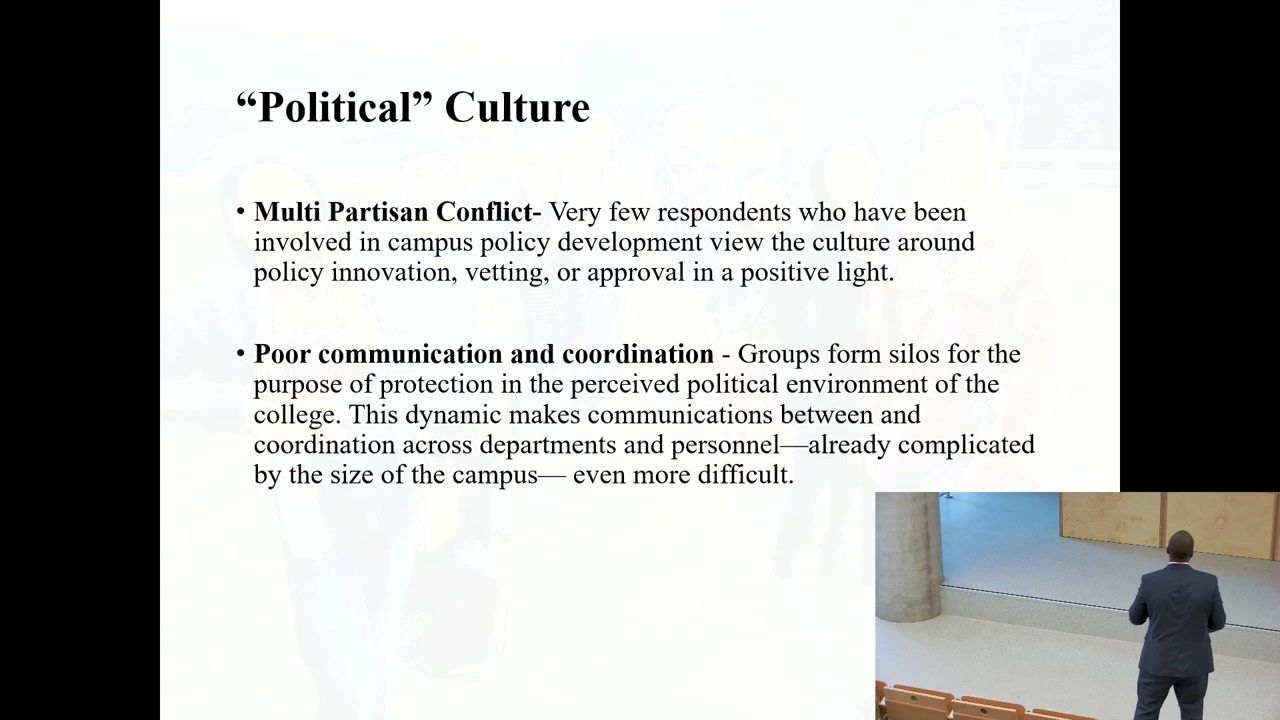 “Political” Culture
• Multi Partisan Conflict- Very few respondents who have been
involved in campus policy development view the culture around
policy innovation, vetting, or approval in a positive light.
• Poor communication and coordination - Groups form silos for the
purpose of protection in the perceived political environment of the
college. This dynamic makes communications between and
coordination across departments and personnel—already complicated
by the size of the campus— even more difficult.